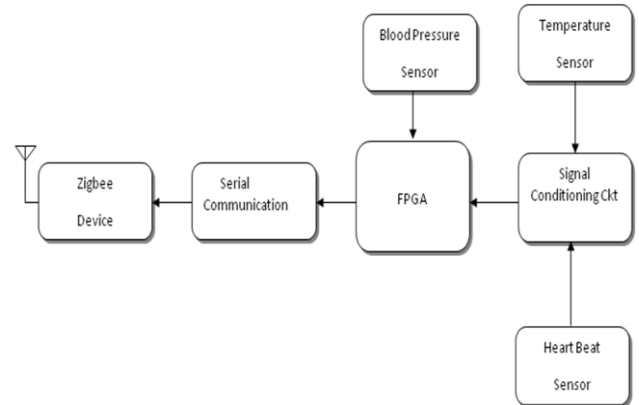 Blood Pressure
Sensor
Temperature
Sensor
Zigbee
Device
Serial
Communication
FPGA
Signal
Conditioning Ckt
Heart Beat
Sensor